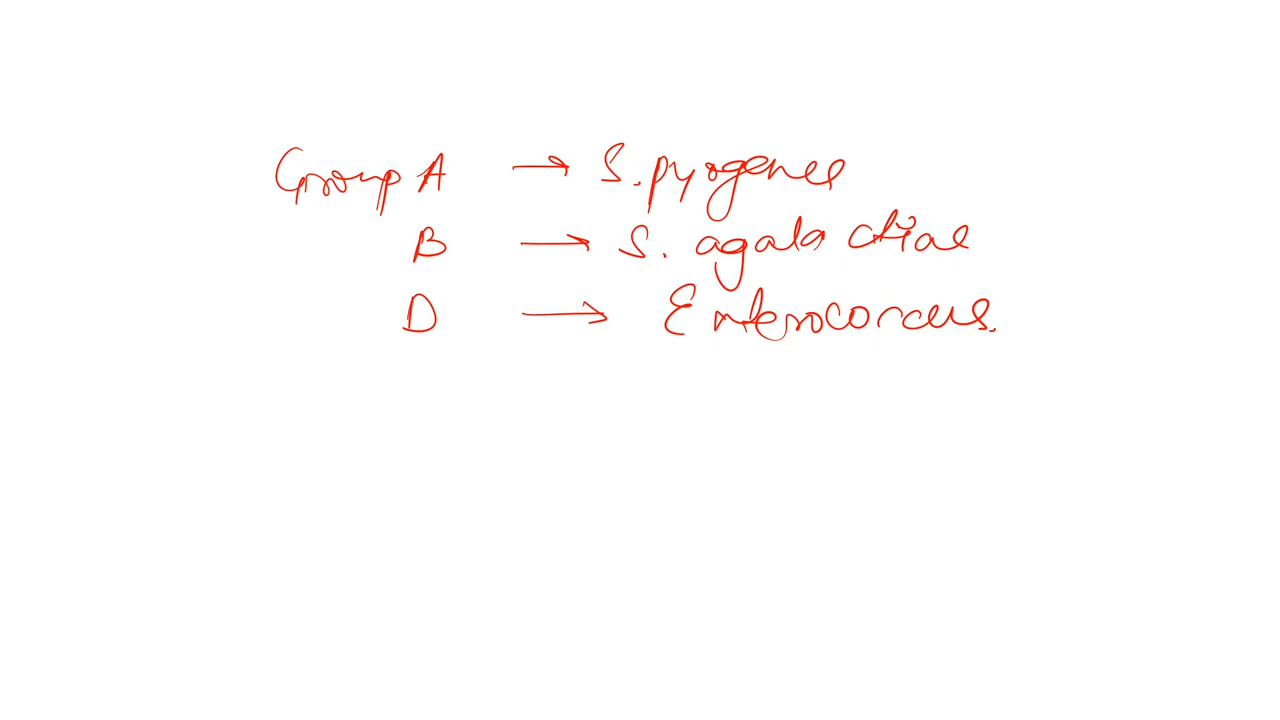 Group A → S. pyogenes
B → S. agalactiae
D → Enterococcus.